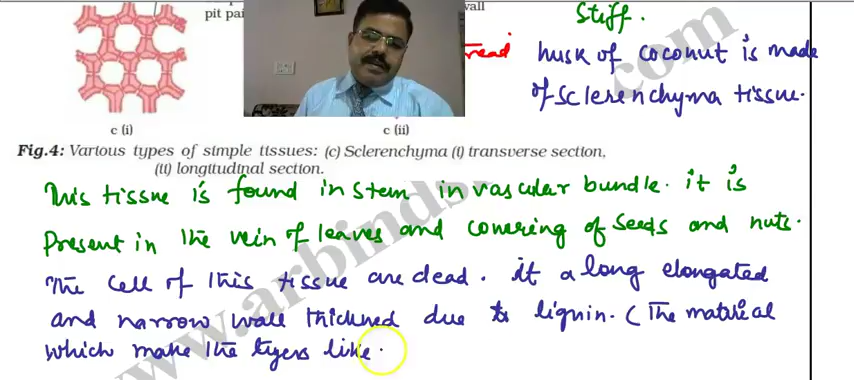 pit pai
wall
Stiff.
husk of coconut is made
of sclerenchyma tissue.
c (i)
c (ii)
Fig.4: Various types of simple tissues: (c) Sclerenchyma (i) transverse section,
(ii) longitudinal section.
This tissue is found in stem in vascular bundle. it is
Present in the vein of leaves and covering of seeds and nuts.
The cell of this tissue are dead. it a long elongated
and narrow wall thickned due to lignin. (The material
which make the
like.
www.arbinds
.com